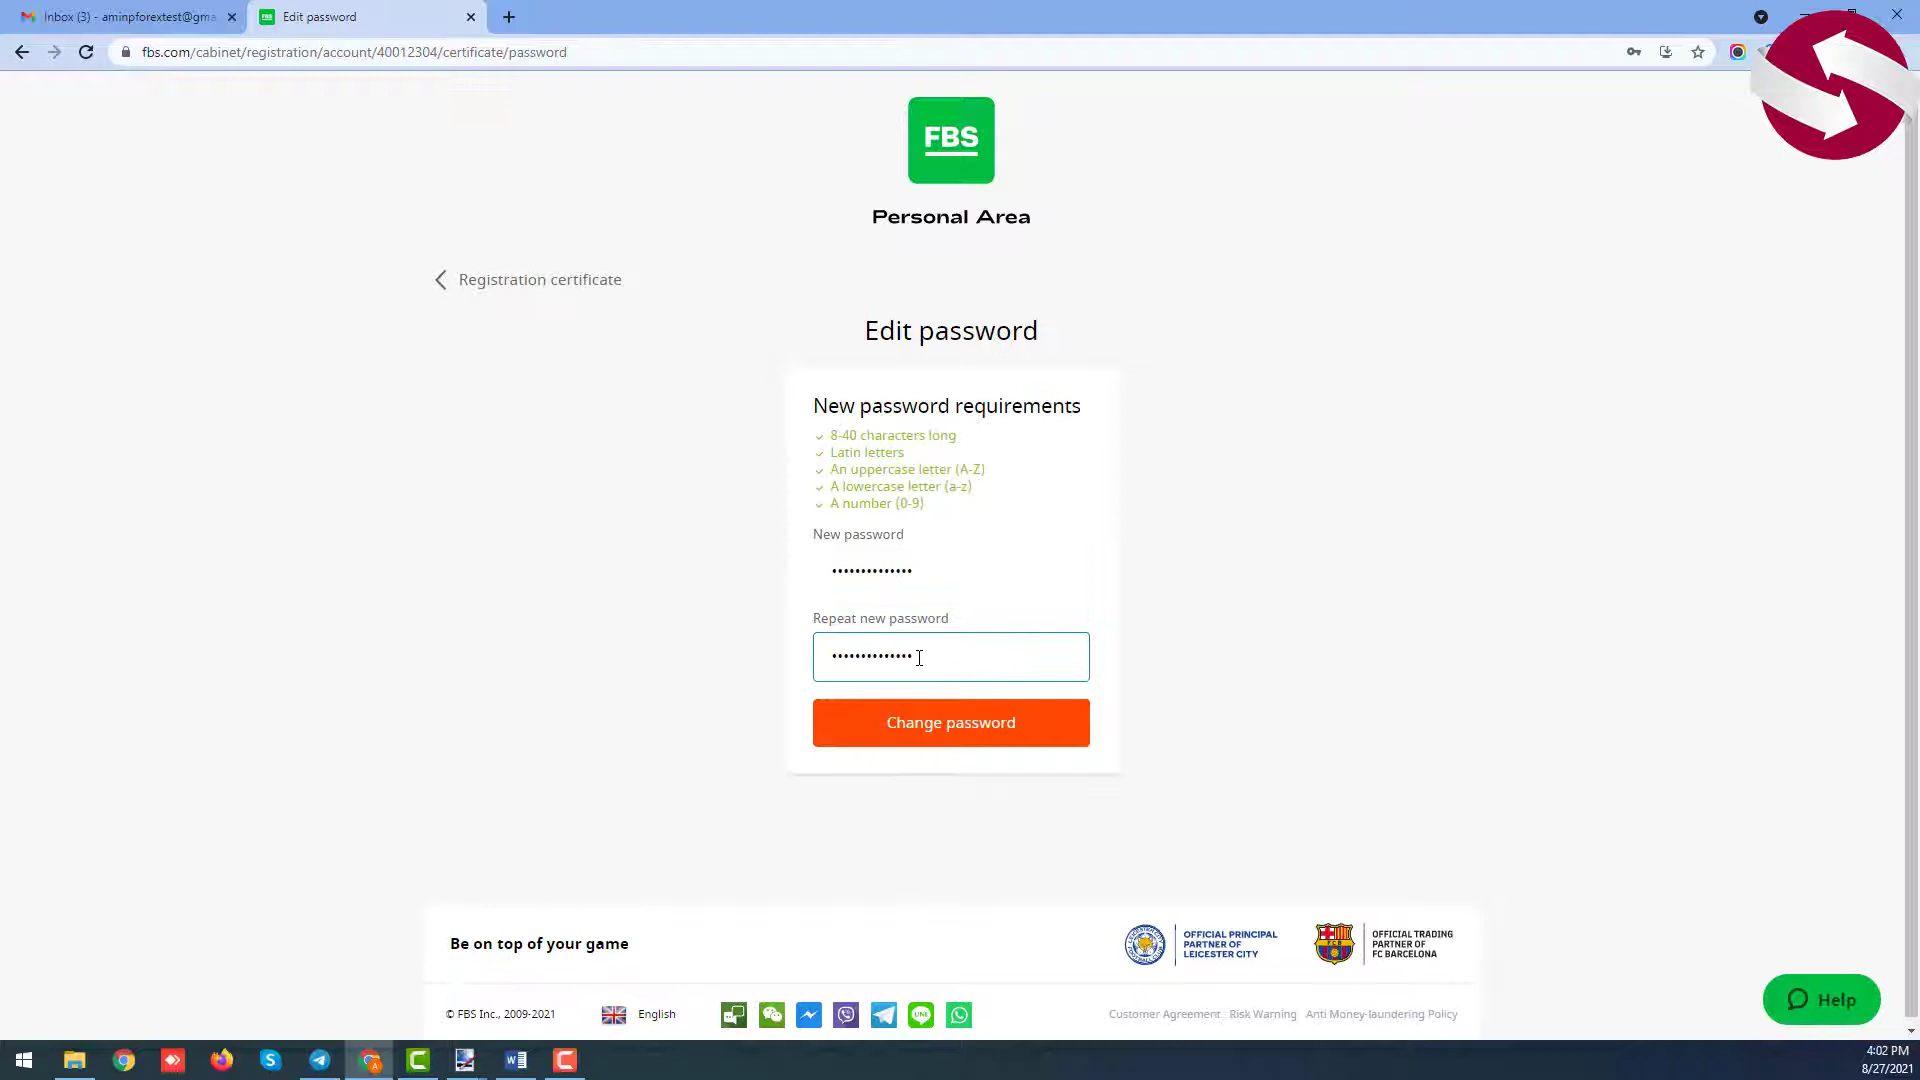 Inbox (3) - aminpforextest@gma
Edit password
fbs.com/cabinet/registration/account/40012304/certificate/password
FBS
Personal Area
Registration certificate
Edit password
New password requirements
8-40 characters long
Latin letters
An uppercase letter (A-Z)
A lowercase letter (a-z)
A number (0-9)
New password
••••••••••••••
Repeat new password
••••••••••••••
Change password
Be on top of your game
OFFICIAL PRINCIPAL
PARTNER OF
LEICESTER CITY
OFFICIAL TRADING
PARTNER OF
FC BARCELONA
Help
© FBS Inc., 2009-2021
English
Customer Agreement
Risk Warning
Anti Money-laundering Policy
4:02 PM
8/27/2021